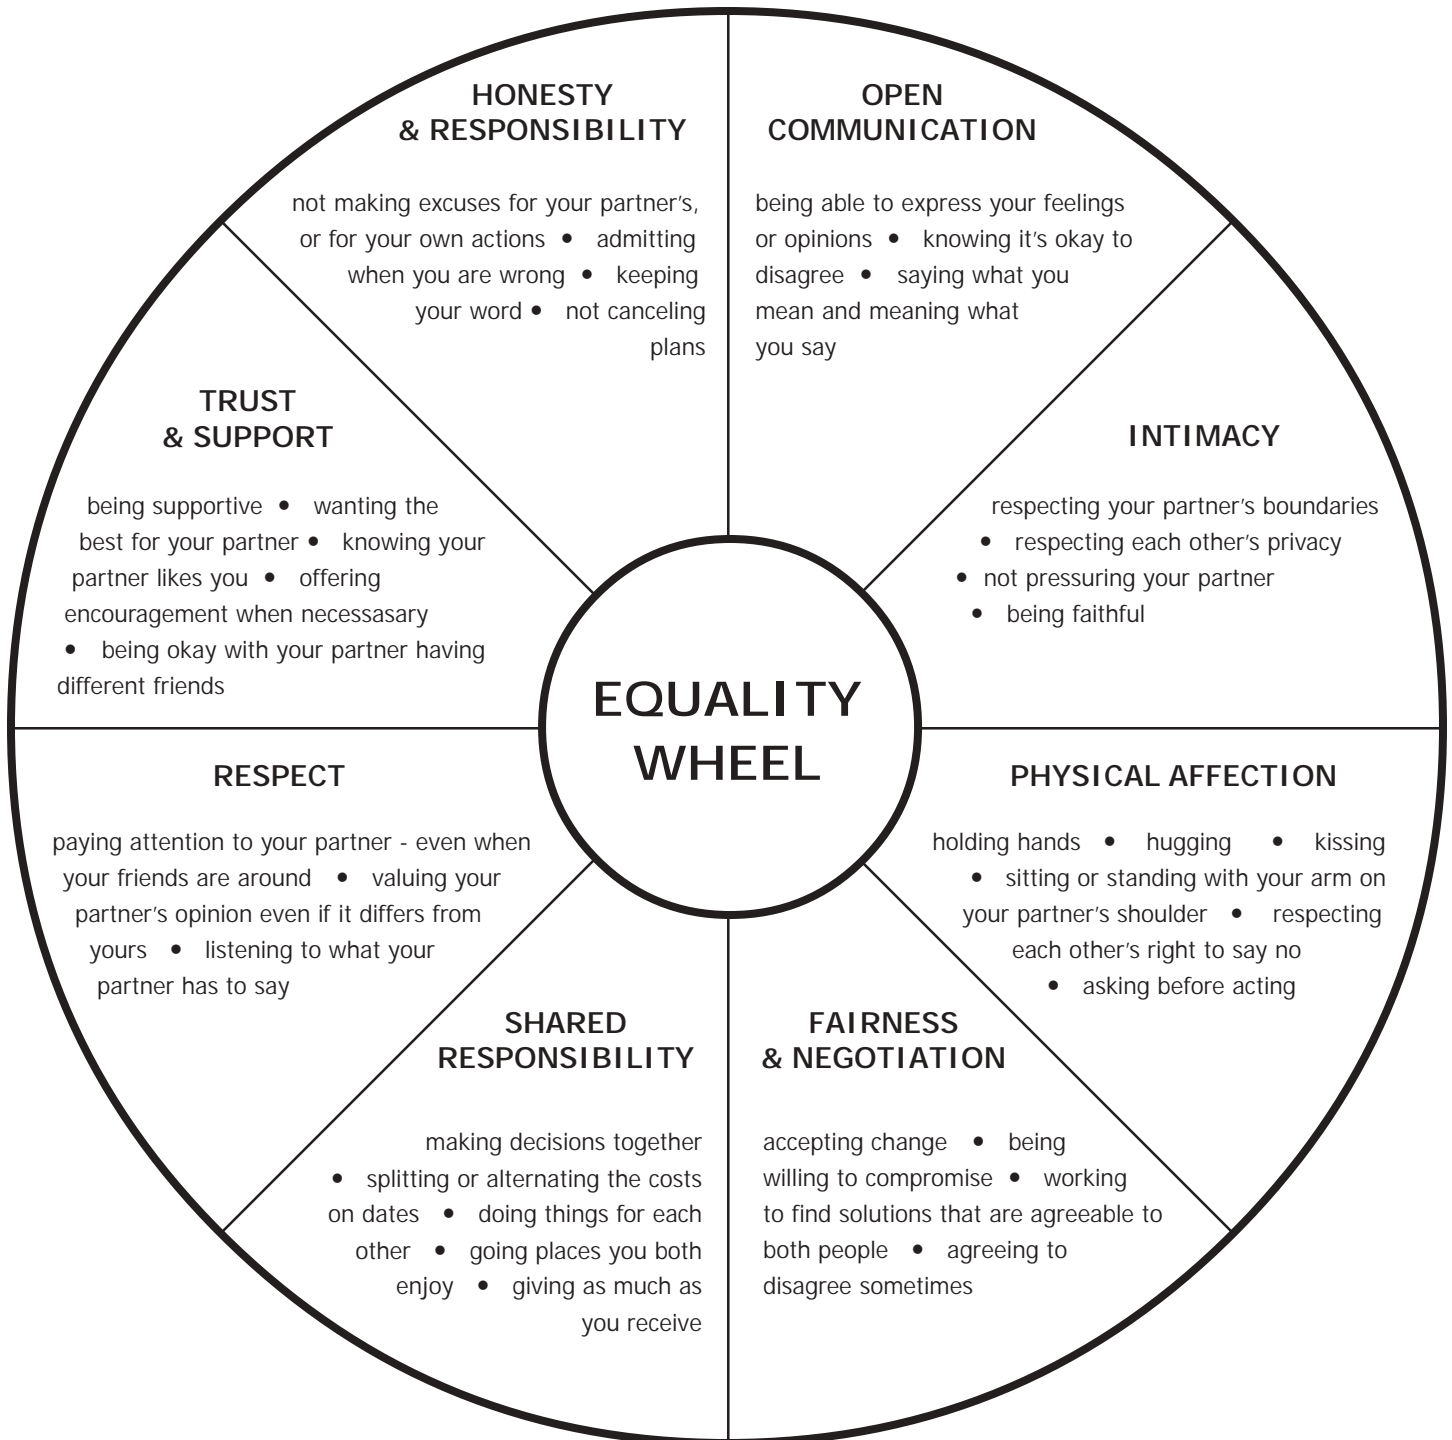 HONESTY
& RESPONSIBILITY
not making excuses for your partner's,
or for your own actions • admitting
when you are wrong • keeping
your word • not canceling
plans
OPEN
COMMUNICATION
being able to express your feelings
or opinions • knowing it's okay to
disagree • saying what you
mean and meaning what
you say
TRUST
& SUPPORT
being supportive • wanting the
best for your partner • knowing your
partner likes you • offering
encouragement when necessasary
• being okay with your partner having
different friends
INTIMACY
respecting your partner's boundaries
• respecting each other's privacy
• not pressuring your partner
• being faithful
EQUALITY
WHEEL
RESPECT
paying attention to your partner - even when
your friends are around • valuing your
partner's opinion even if it differs from
yours • listening to what your
partner has to say
PHYSICAL AFFECTION
holding hands • hugging • kissing
• sitting or standing with your arm on
your partner's shoulder • respecting
each other's right to say no
• asking before acting
SHARED
RESPONSIBILITY
making decisions together
• splitting or alternating the costs
on dates • doing things for each
other • going places you both
enjoy • giving as much as
you receive
FAIRNESS
& NEGOTIATION
accepting change • being
willing to compromise • working
to find solutions that are agreeable to
both people • agreeing to
disagree sometimes